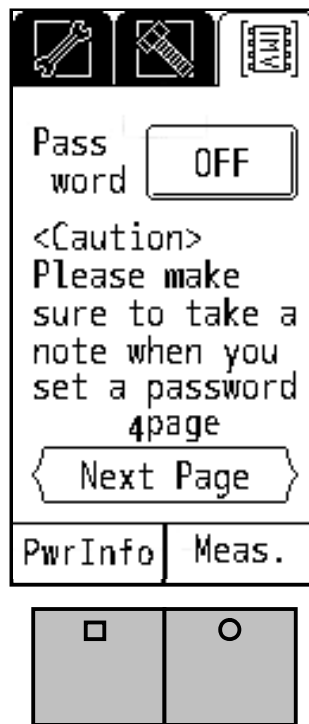 Pass
word
OFF
<Caution>
Please make
sure to take a
note when you
set a password
4page
Next Page
PwrInfo
Meas.